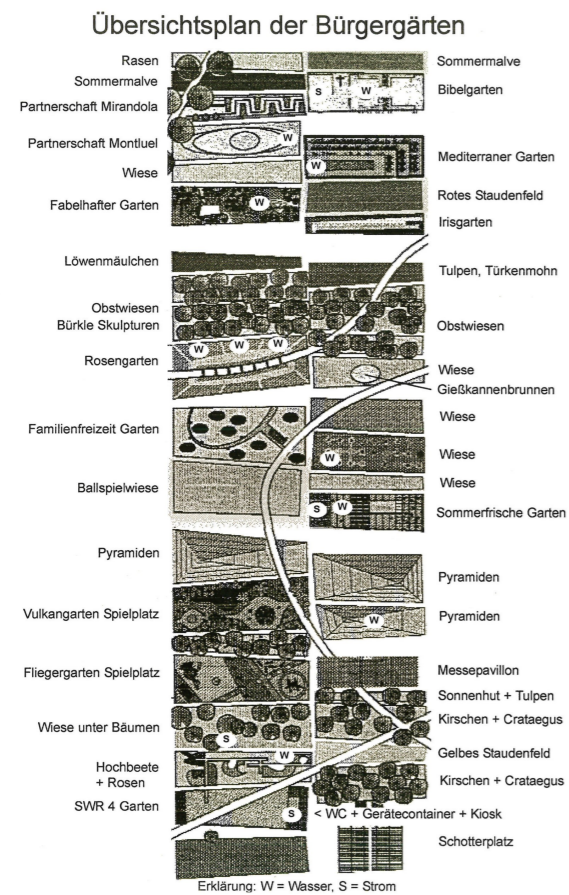 Übersichtsplan der Bürgergärten
Rasen
Sommermalve
Sommermalve
S
W
Bibelgarten
Partnerschaft Mirandola
Partnerschaft Montluel
W
W
Mediterraner Garten
Wiese
Fabelhafter Garten
W
Rotes Staudenfeld
Irisgarten
Löwenmäulchen
Tulpen, Türkenmohn
Obstwiesen
Bürkle Skulpturen
Obstwiesen
W
W
W
Rosengarten
Wiese
Gießkannenbrunnen
Wiese
Familienfreizeit Garten
W
Wiese
Ballspielwiese
Wiese
S
W
Sommerfrische Garten
Pyramiden
Pyramiden
Vulkangarten Spielplatz
W
Pyramiden
Fliegergarten Spielplatz
Messepavillon
Sonnenhut + Tulpen
Wiese unter Bäumen
S
Kirschen + Crataegus
W
Gelbes Staudenfeld
Hochbeete
+ Rosen
Kirschen + Crataegus
SWR 4 Garten
S
< WC + Gerätecontainer + Kiosk
Schotterplatz
Erklärung: W = Wasser, S = Strom